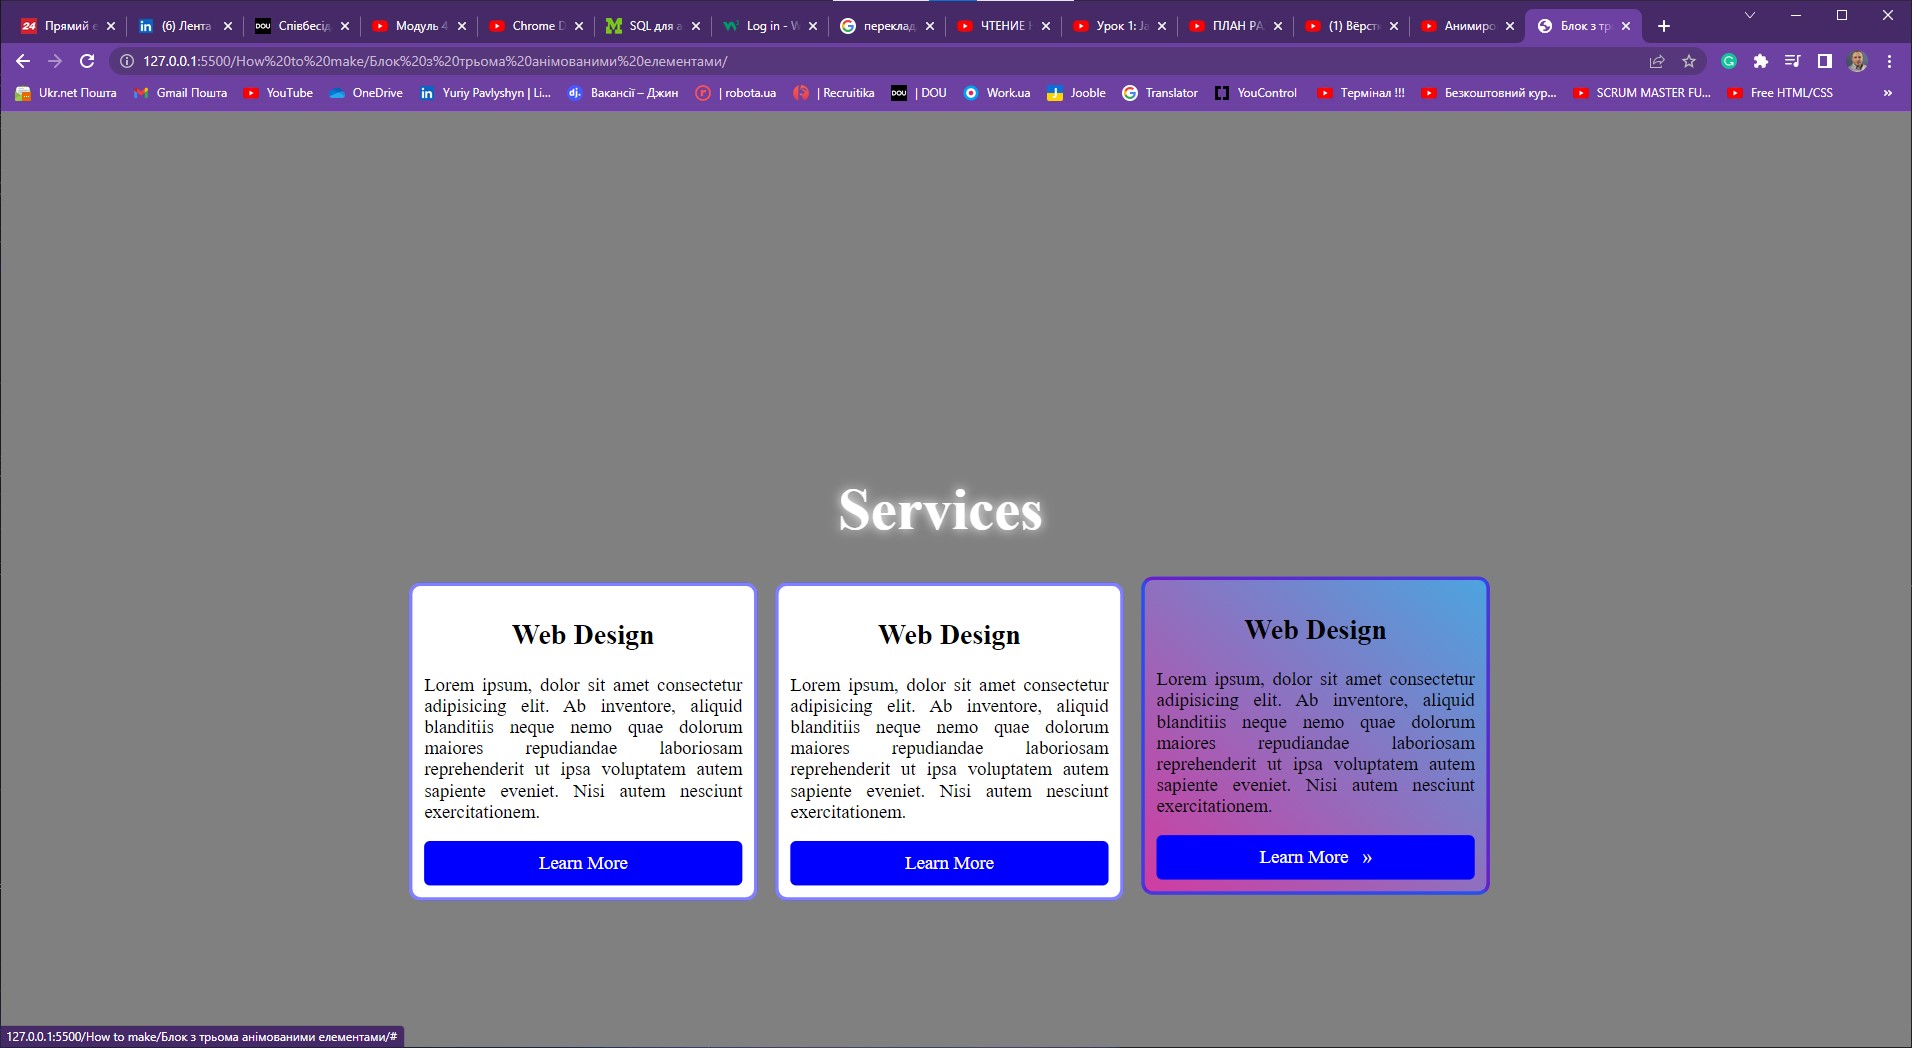 24 Прямий е
in (6) Лента
DOU Співбесід
Модуль 4
Chrome D
SQL для а
Log in - W
переклад
ЧТЕНИЕ
Урок 1: Ja
ПЛАН РА
(1) Вёрст
Анимиро
Блок з тр
127.0.0.1:5500/How%20to%20make/Блок%20з%20трьома%20анімованими%20елементами/
Ukr.net Пошта
Gmail Пошта
YouTube
OneDrive
in Yuriy Pavlyshyn | Li...
dj. Вакансії – Джин
r | robota.ua
| Recruitika
DOU | DOU
Work.ua
Jooble
Translator
YouControl
Термінал !!!
Безкоштовний кур...
SCRUM MASTER FU...
Free HTML/CSS
»
Services
Web Design
Lorem ipsum, dolor sit amet consectetur
adipisicing elit. Ab inventore, aliquid
blanditiis neque nemo quae dolorum
maiores repudiandae laboriosam
reprehenderit ut ipsa voluptatem autem
sapiente eveniet. Nisi autem nesciunt
exercitationem.
Learn More
Web Design
Lorem ipsum, dolor sit amet consectetur
adipisicing elit. Ab inventore, aliquid
blanditiis neque nemo quae dolorum
maiores repudiandae laboriosam
reprehenderit ut ipsa voluptatem autem
sapiente eveniet. Nisi autem nesciunt
exercitationem.
Learn More
Web Design
Lorem ipsum, dolor sit amet consectetur
adipisicing elit. Ab inventore, aliquid
blanditiis neque nemo quae dolorum
maiores repudiandae laboriosam
reprehenderit ut ipsa voluptatem autem
sapiente eveniet. Nisi autem nesciunt
exercitationem.
Learn More »
127.0.0.1:5500/How to make/Блок з трьома анімованими елементами/#